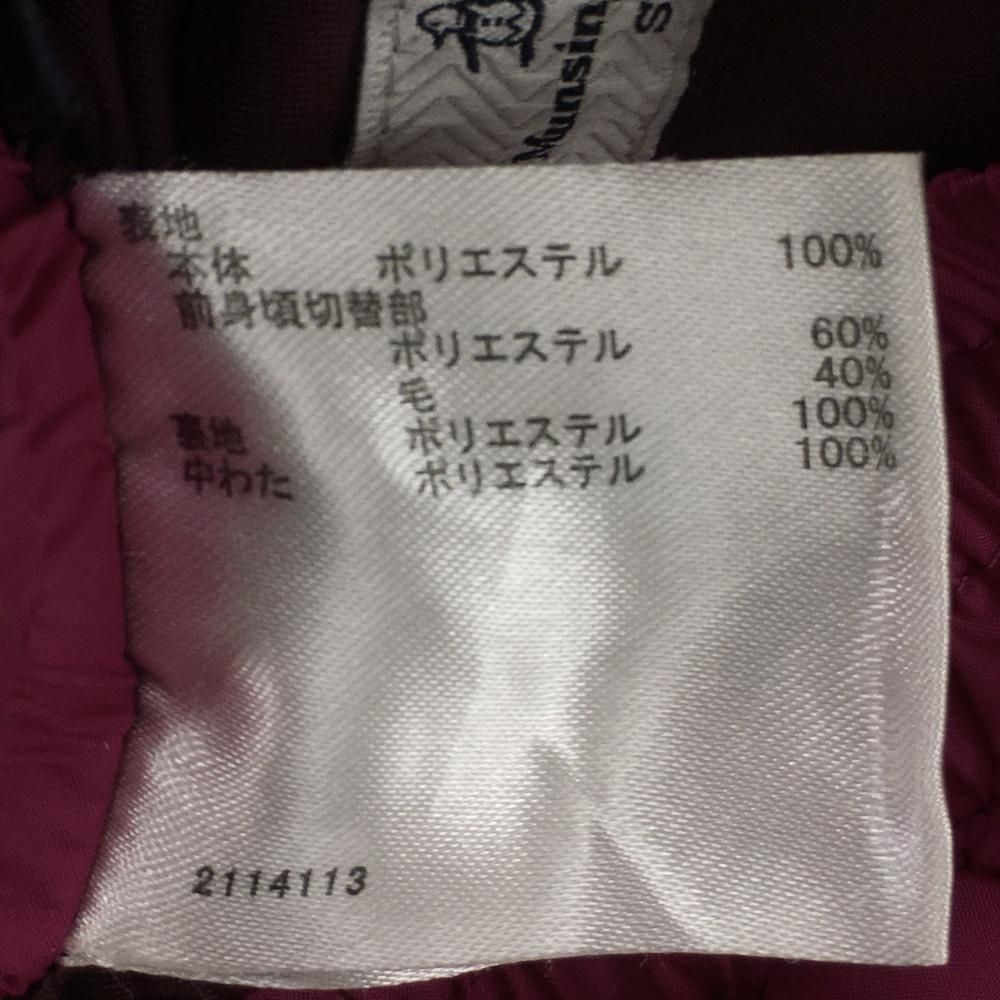 Munsin
S
表地
本体 ポリエステル 100%
前身頃切替部
ポリエステル 60%
毛 40%
裏地 ポリエステル 100%
中わた ポリエステル 100%
2114113